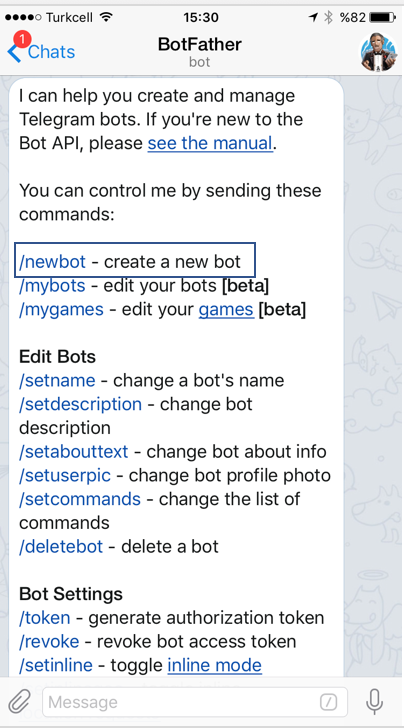 Turkcell 15:30 %82
1
Chats BotFather
bot
I can help you create and manage
Telegram bots. If you're new to the
Bot API, please see the manual.
You can control me by sending these
commands:
/newbot - create a new bot
/mybots - edit your bots [beta]
/mygames - edit your games [beta]
Edit Bots
/setname - change a bot's name
/setdescription - change bot
description
/setabouttext - change bot about info
/setuserpic - change bot profile photo
/setcommands - change the list of
commands
/deletebot - delete a bot
Bot Settings
/token - generate authorization token
/revoke - revoke bot access token
/setinline - toggle inline mode
Message /